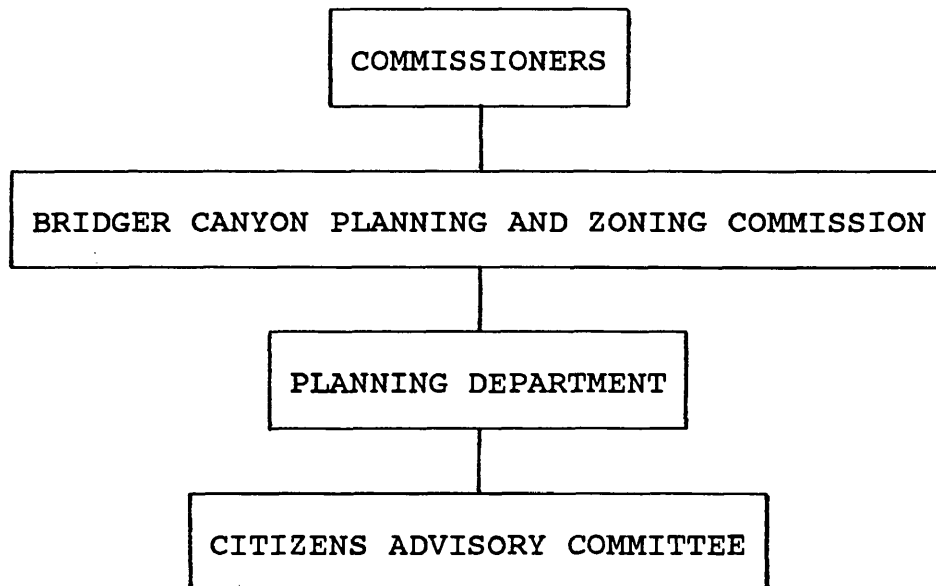 COMMISSIONERS
BRIDGER CANYON PLANNING AND ZONING COMMISSION
PLANNING DEPARTMENT
CITIZENS ADVISORY COMMITTEE